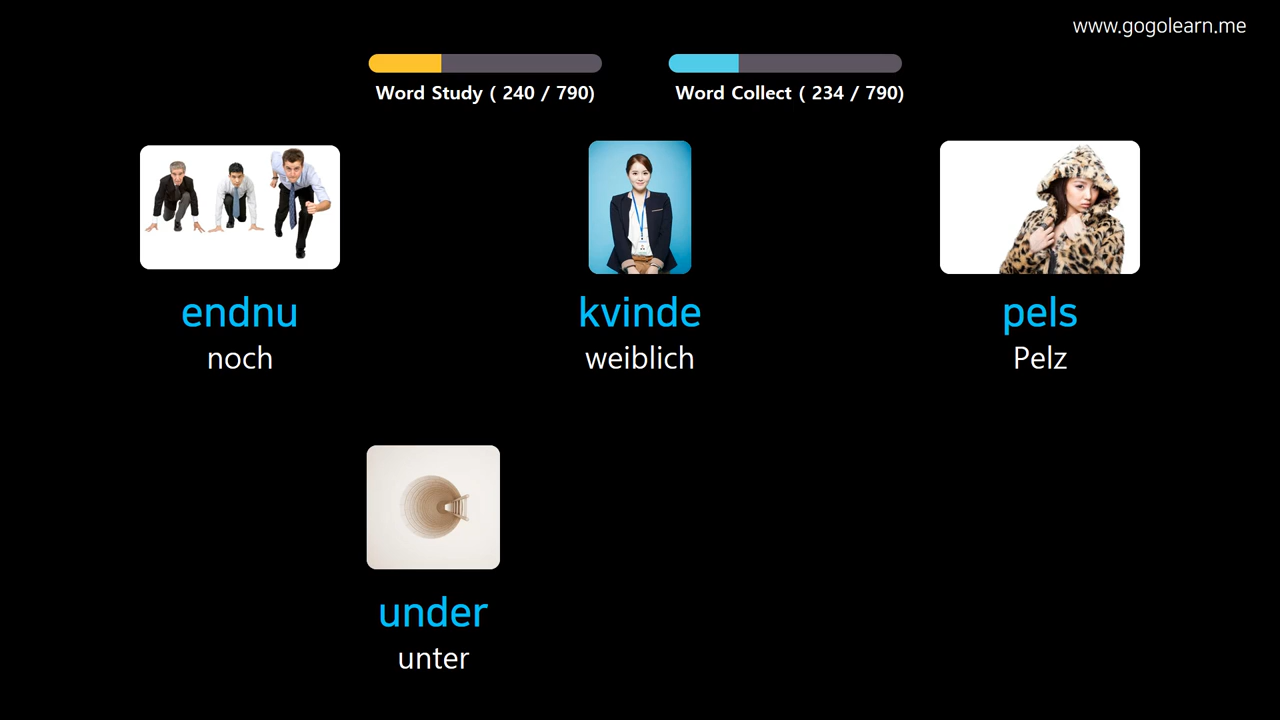 www.gogolearn.me
Word Study ( 240 / 790)
Word Collect ( 234 / 790)
endnu
noch
kvinde
weiblich
pels
Pelz
under
unter